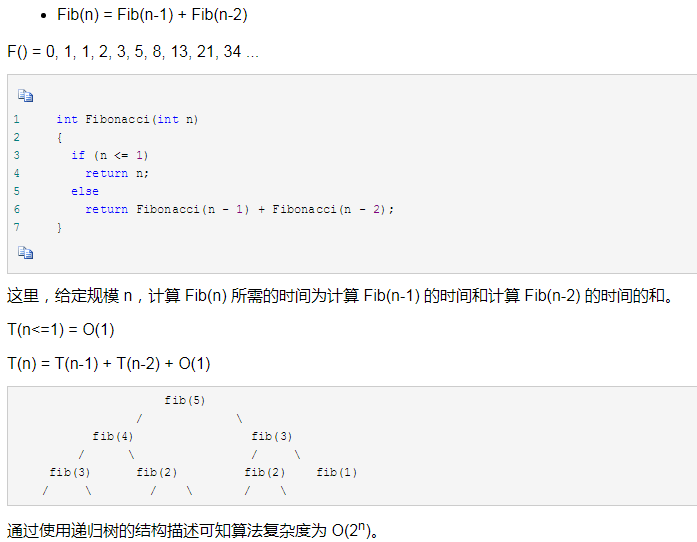 • Fib(n) = Fib(n-1) + Fib(n-2)
F() = 0, 1, 1, 2, 3, 5, 8, 13, 21, 34 ...
1 int Fibonacci(int n)
2 {
3 if (n <= 1)
4 return n;
5 else
6 return Fibonacci(n - 1) + Fibonacci(n - 2);
7 }
这里，给定规模 n，计算 Fib(n) 所需的时间为计算 Fib(n-1) 的时间和计算 Fib(n-2) 的时间的和。
T(n<=1) = O(1)
T(n) = T(n-1) + T(n-2) + O(1)
fib(5)
/ \
fib(4) fib(3)
/ \ / \
fib(3) fib(2) fib(2) fib(1)
/ \ / \ / \
通过使用递归树的结构描述可知算法复杂度为 O(2ⁿ)。